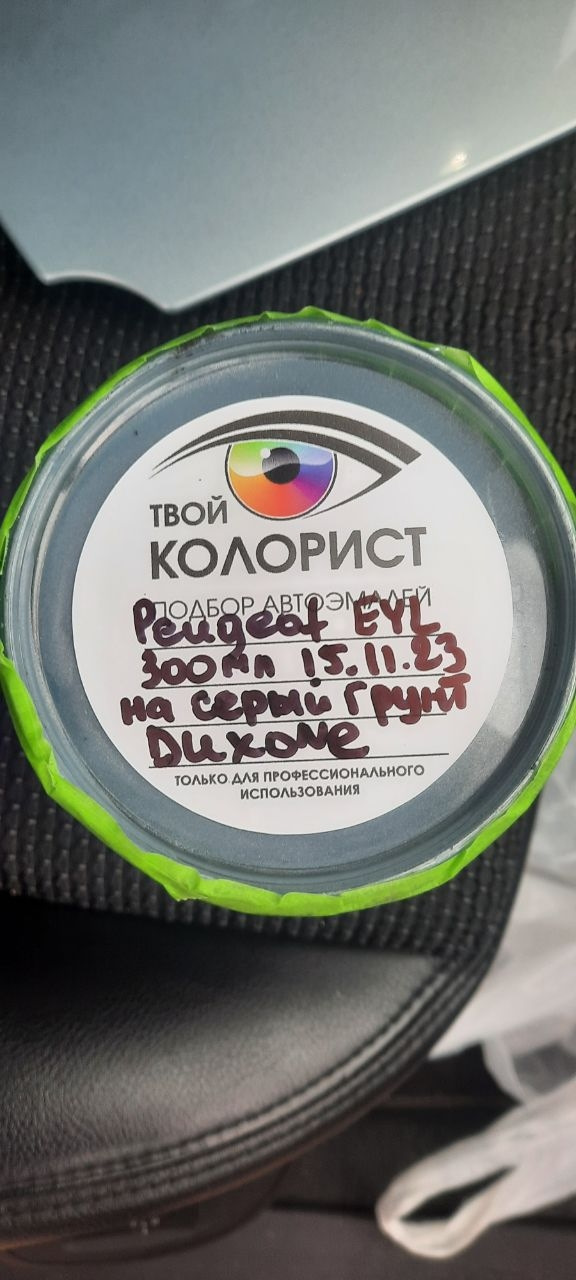 ТВОЙ
КОЛОРИСТ
ПОДБОР АВТОЭМАЛЕЙ
Peugeot EYL
300мл 15.11.23
на серый грунт
Duxone
ТОЛЬКО ДЛЯ ПРОФЕССИОНАЛЬНОГО
ИСПОЛЬЗОВАНИЯ